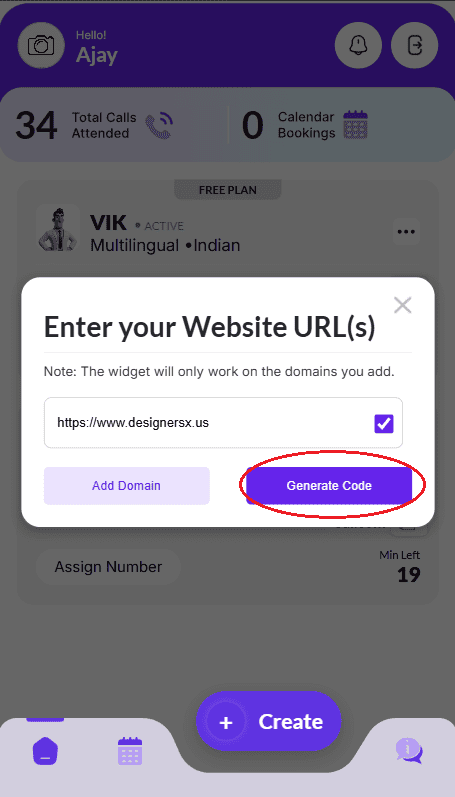 Hello!
Ajay
34 Total Calls Attended
0 Calendar Bookings
FREE PLAN
VIK • ACTIVE
Multilingual •Indian
Enter your Website URL(s)
Note: The widget will only work on the domains you add.
https://www.designersx.us
Add Domain
Generate Code
Assign Number
Min Left
19
+ Create